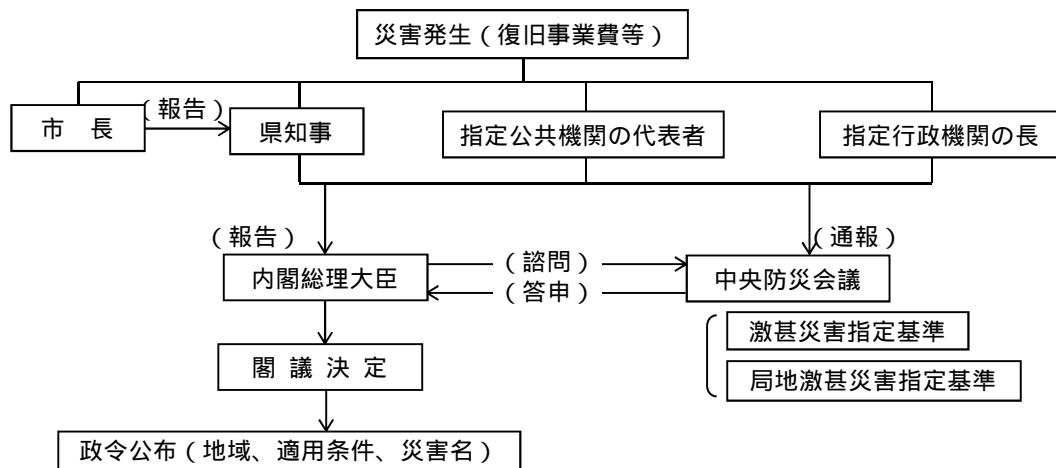 災害発生（復旧事業費等）
市　長
（報告）
県知事
指定公共機関の代表者
指定行政機関の長
（報告）
（通報）
内閣総理大臣
（諮問）
（答申）
中央防災会議
激甚災害指定基準
局地激甚災害指定基準
閣 議 決 定
政令公布（地域、適用条件、災害名）